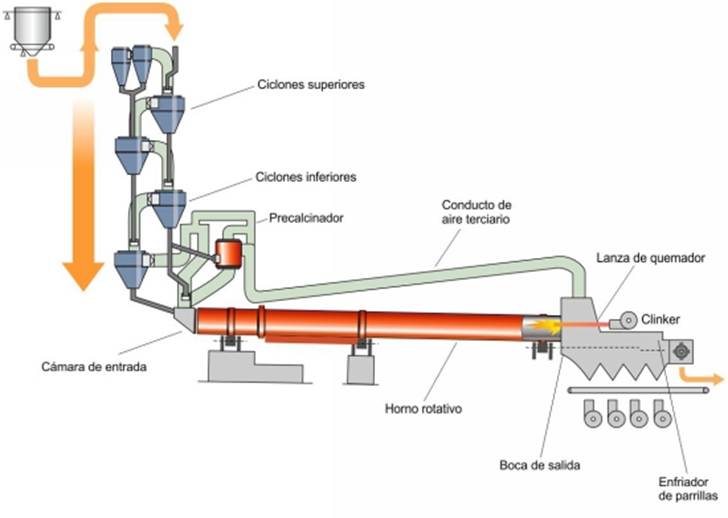 Ciclones superiores
Ciclones inferiores
Precalcinador
Conducto de
aire terciario
Lanza de quemador
Clinker
Cámara de entrada
Horno rotativo
Boca de salida
Enfriador
de parrillas